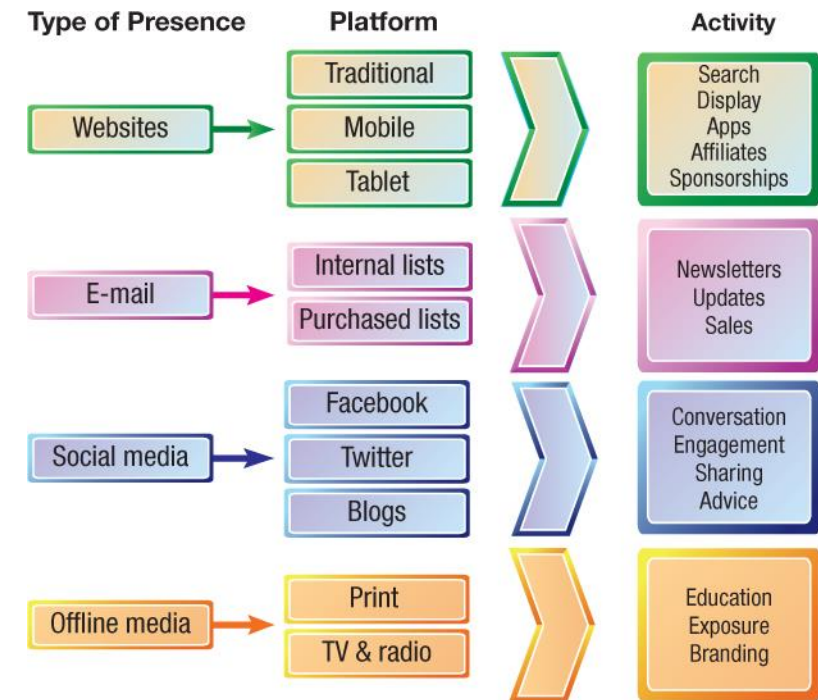 Type of Presence
Platform
Activity
Websites
Traditional
Mobile
Tablet
Search
Display
Apps
Affiliates
Sponsorships
E-mail
Internal lists
Purchased lists
Newsletters
Updates
Sales
Social media
Facebook
Twitter
Blogs
Conversation
Engagement
Sharing
Advice
Offline media
Print
TV & radio
Education
Exposure
Branding